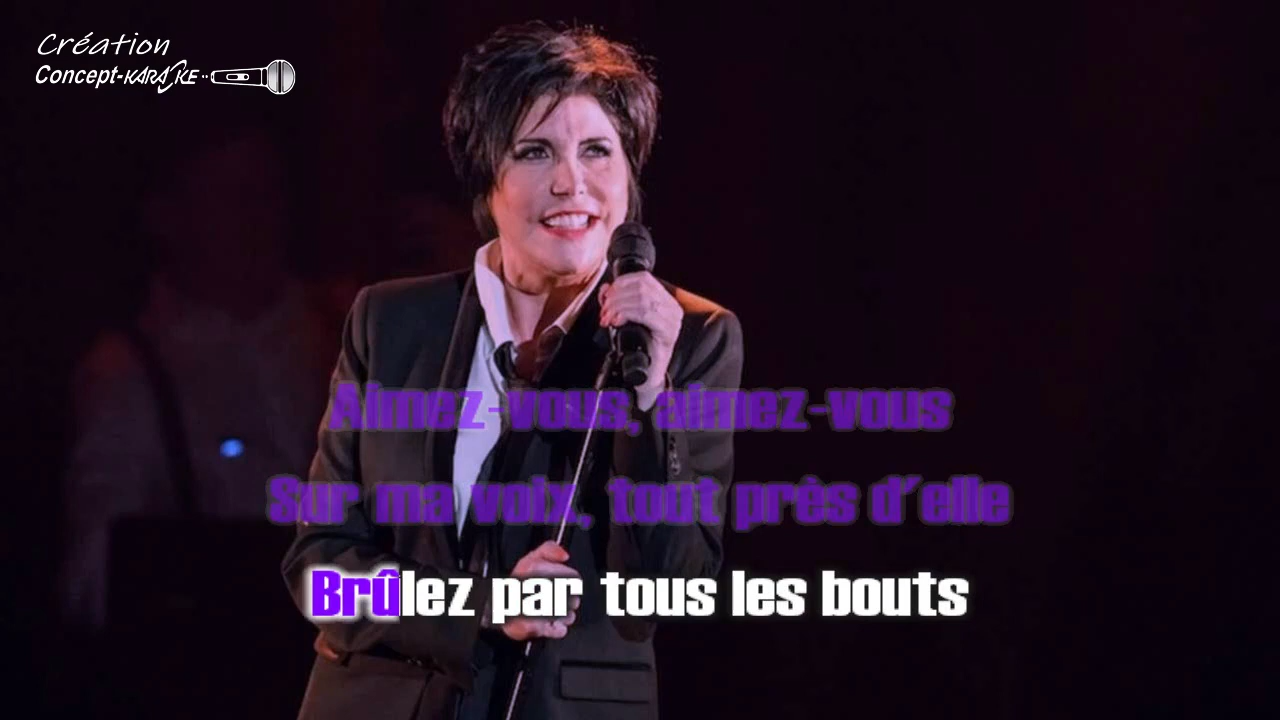 Création
Concept-KARAOKE
Aimez-vous, aimez-vous
Sur ma voix, tout près d'elle
Brûlez par tous les bouts